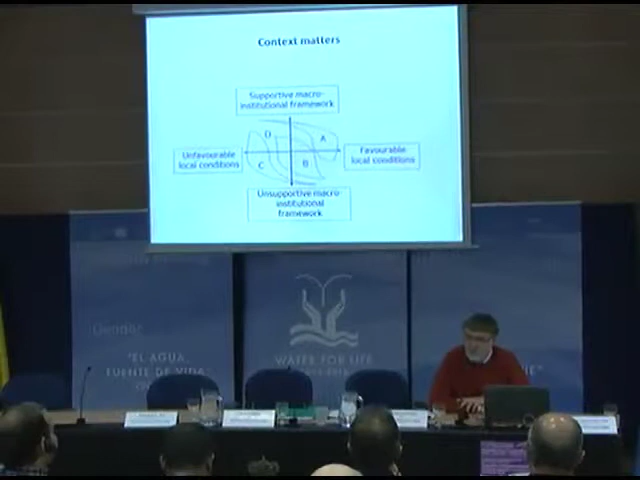 Context matters
Supportive macro-
institutional framework
D
A
Unfavourable
local conditions
Favourable
local conditions
C
B
Unsupportive macro-
institutional
framework
"EL AGUA
FUENTE DE VIDA"
WATER FOR LIFE